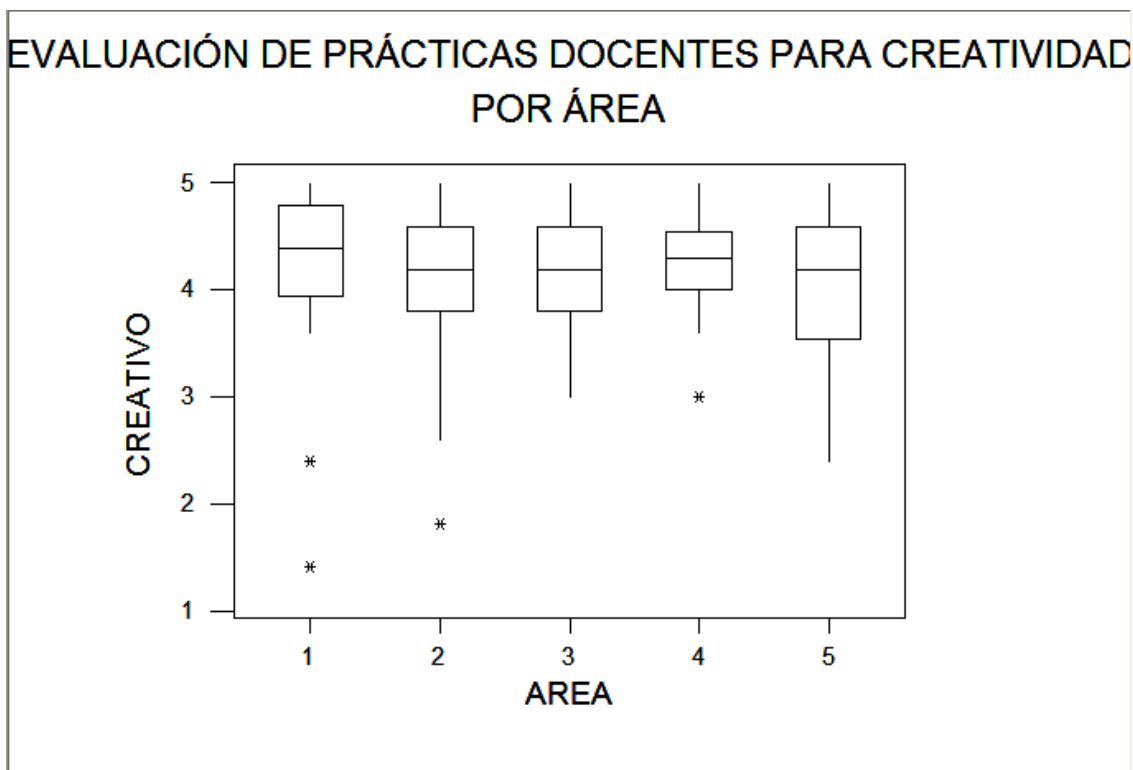 EVALUACIÓN DE PRÁCTICAS DOCENTES PARA CREATIVIDAD
POR ÁREA
5
4
3
2
1
CREATIVO
1 2 3 4 5
AREA